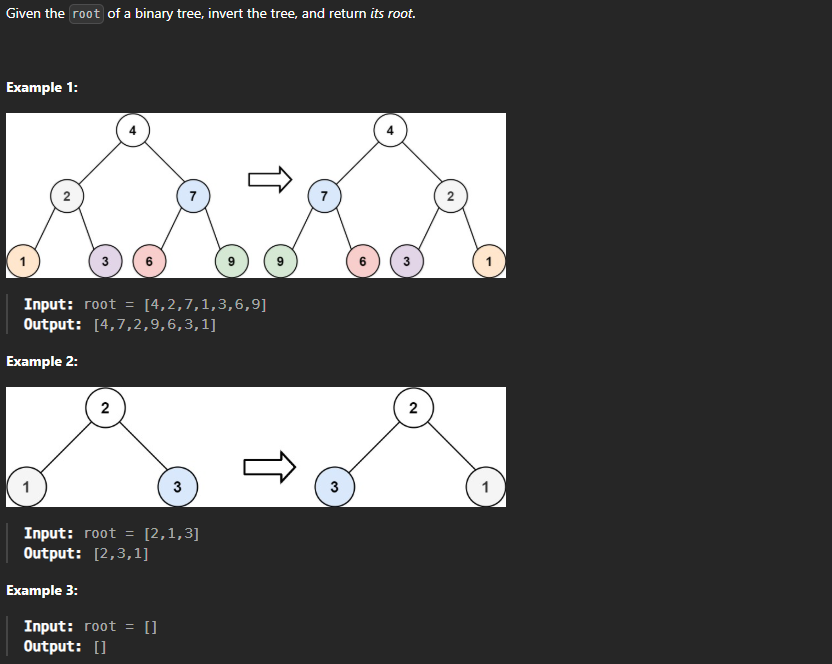 Given the root of a binary tree, invert the tree, and return its root.
Example 1:
4 4
2 7 7 2
1 3 6 9 9 6 3 1
Input: root = [4,2,7,1,3,6,9]
Output: [4,7,2,9,6,3,1]
Example 2:
2 2
1 3 3 1
Input: root = [2,1,3]
Output: [2,3,1]
Example 3:
Input: root = []
Output: []